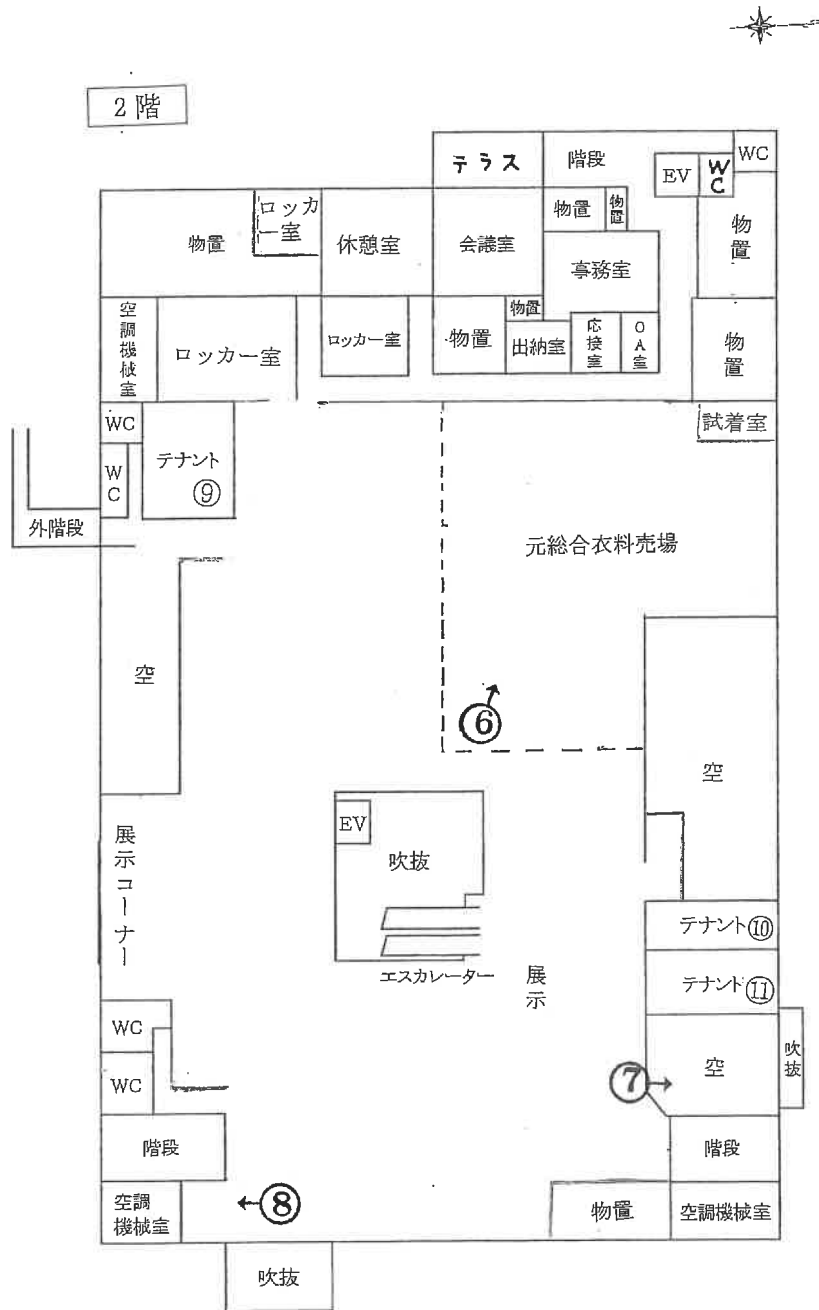 2階
テラス
階段
WC
EV
WC
物置
ロッカー室
休憩室
会議室
物置
物置
事務室
物置
空調機械室
ロッカー室
ロッカー室
物置
物置
出納室
応接室
OA室
物置
WC
WC
テナント
⑨
試着室
外階段
元総合衣料売場
空
⑥
空
EV
吹抜
展示コーナー
エスカレーター
展示
テナント⑩
テナント⑪
WC
WC
⑦
空
吹抜
階段
階段
空調
機械室
⑧
物置
空調機械室
吹抜